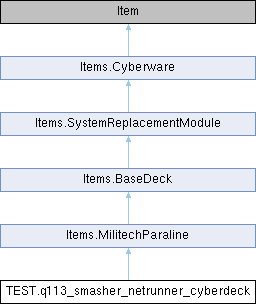 Item
Items.Cyberware
Items.SystemReplacementModule
Items.BaseDeck
Items.MilitechParaline
TEST.q113_smasher_netrunner_cyberdeck